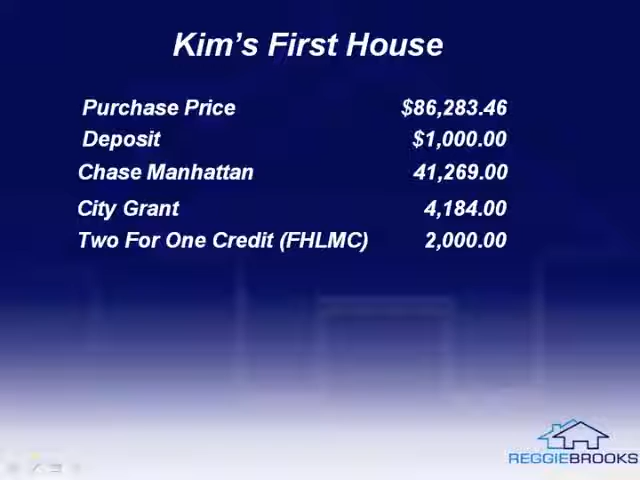 Kim's First House
Purchase Price $86,283.46
Deposit $1,000.00
Chase Manhattan 41,269.00
City Grant 4,184.00
Two For One Credit (FHLMC) 2,000.00
REGGIEBROOKS